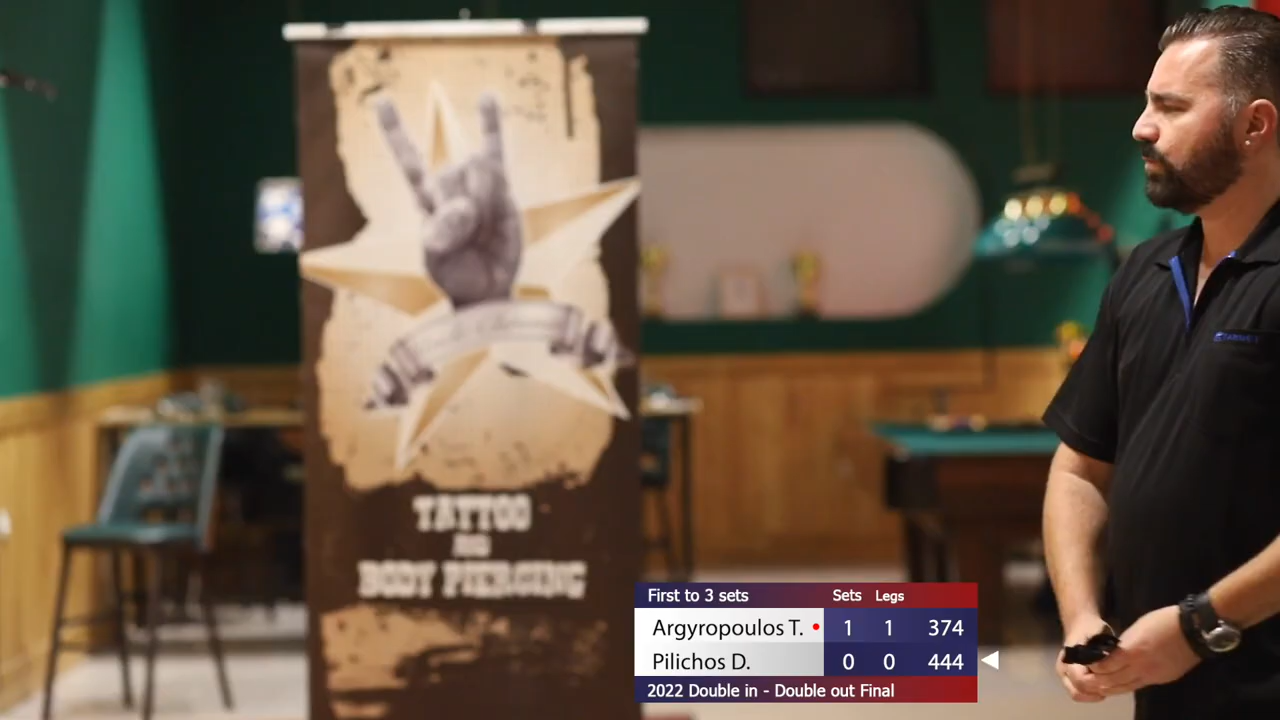 TATTOO
AND
BODY PIERCING
First to 3 sets Sets Legs
Argyropoulos T. 1 1 374
Pilichos D. 0 0 444
2022 Double in - Double out Final